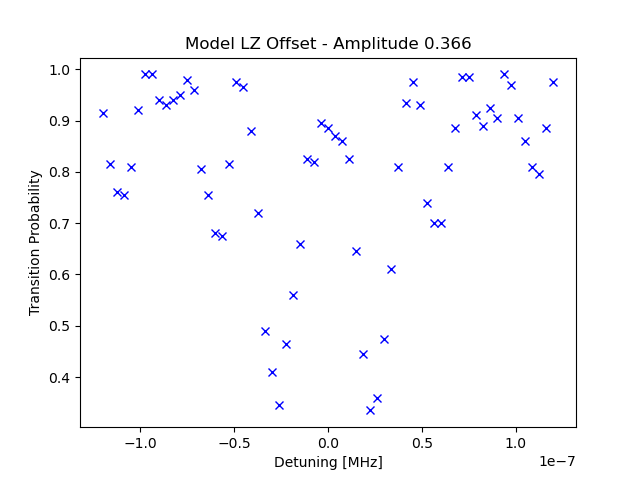 Model LZ Offset - Amplitude 0.366
Transition Probability
1.0
0.9
0.8
0.7
0.6
0.5
0.4
−1.0 −0.5 0.0 0.5 1.0
1e−7
Detuning [MHz]